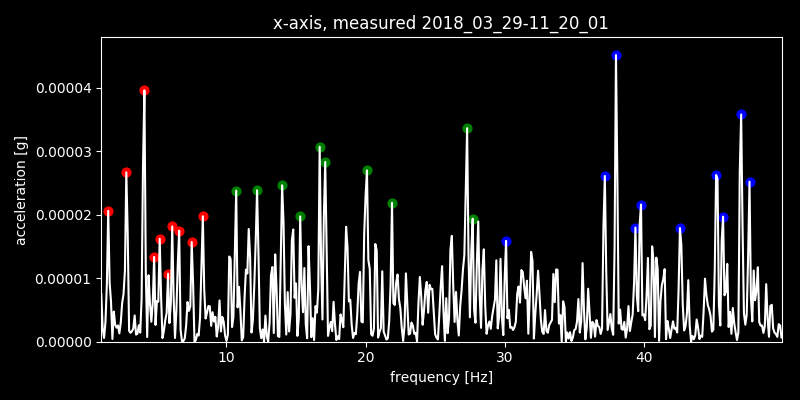 x-axis, measured 2018_03_29-11_20_01
acceleration [g]
0.00004
0.00003
0.00002
0.00001
0.00000
10 20 30 40
frequency [Hz]